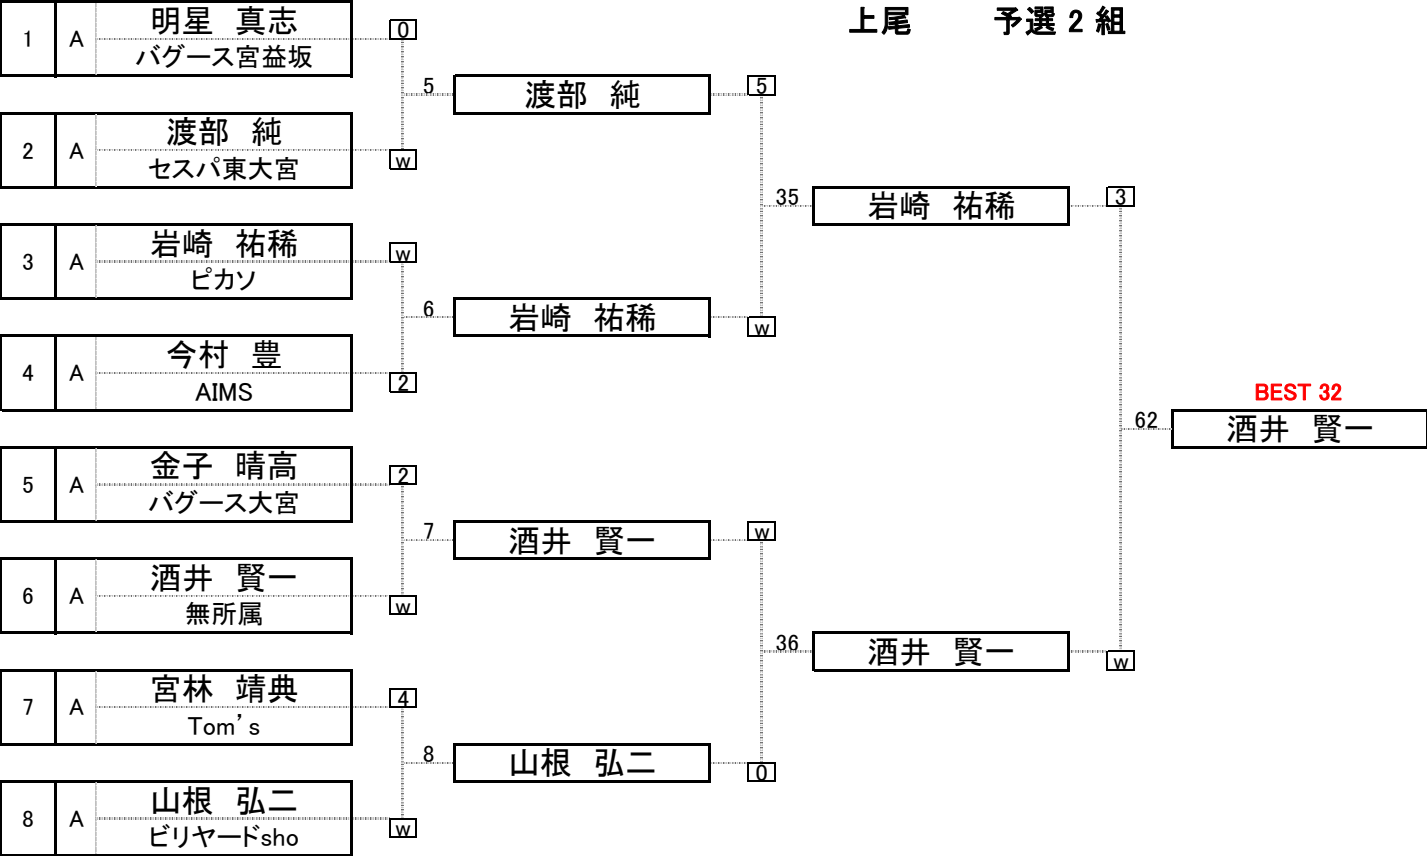 上尾 予選 2 組
1 A 明星 真志 0
バグース宮益坂
5 渡部 純 5
2 A 渡部 純 w
セスパ東大宮
35 岩崎 祐稀 3
3 A 岩崎 祐稀 w
ピカソ
6 岩崎 祐稀 w
4 A 今村 豊 2
AIMS
BEST 32
62 酒井 賢一
5 A 金子 晴高 2
バグース大宮
7 酒井 賢一 w
6 A 酒井 賢一 w
無所属
36 酒井 賢一 w
7 A 宮林 靖典 4
Tom’s
8 山根 弘二 0
8 A 山根 弘二 w
ビリヤードsho